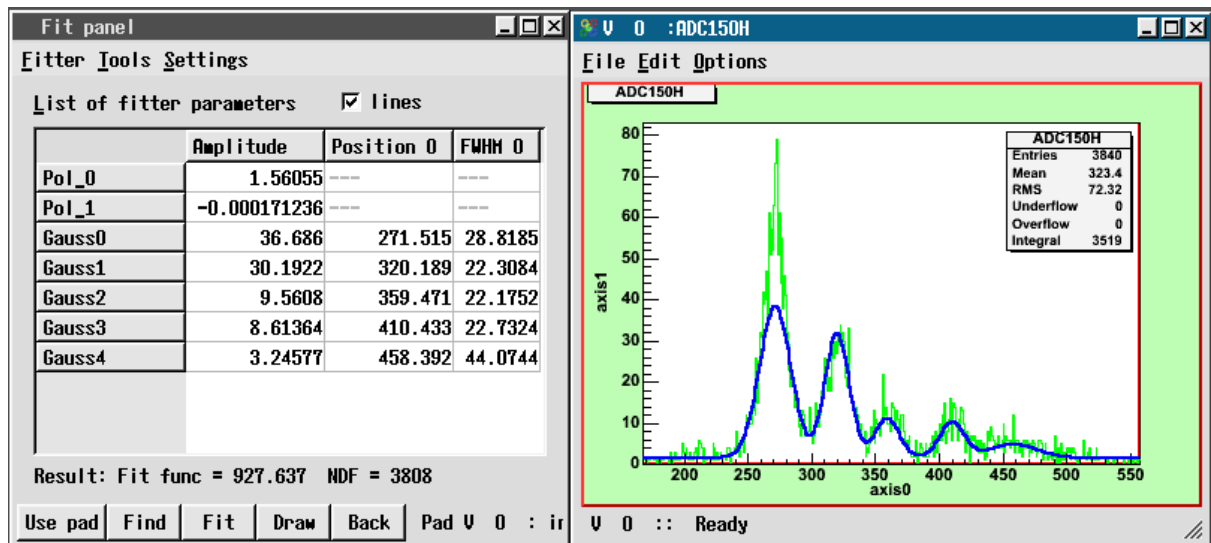 Fit panel
Fitter Tools Settings
List of fitter parameters lines
Amplitude Position 0 FWHM 0
Pol_0 1.56055 --- ---
Pol_1 -0.000171236 --- ---
Gauss0 36.686 271.515 28.8185
Gauss1 30.1922 320.189 22.3084
Gauss2 9.5608 359.471 22.1752
Gauss3 8.61364 410.433 22.7324
Gauss4 3.24577 458.392 44.0744
Result: Fit func = 927.637 NDF = 3808
Use pad Find Fit Draw Back Pad V 0 : ir
V 0 :ADC150H
File Edit Options
ADC150H
ADC150H
Entries 3840
Mean 323.4
RMS 72.32
Underflow 0
Overflow 0
Integral 3519
80
70
60
50
40
30
20
10
0
axis1
200 250 300 350 400 450 500 550
axis0
V 0 :: Ready